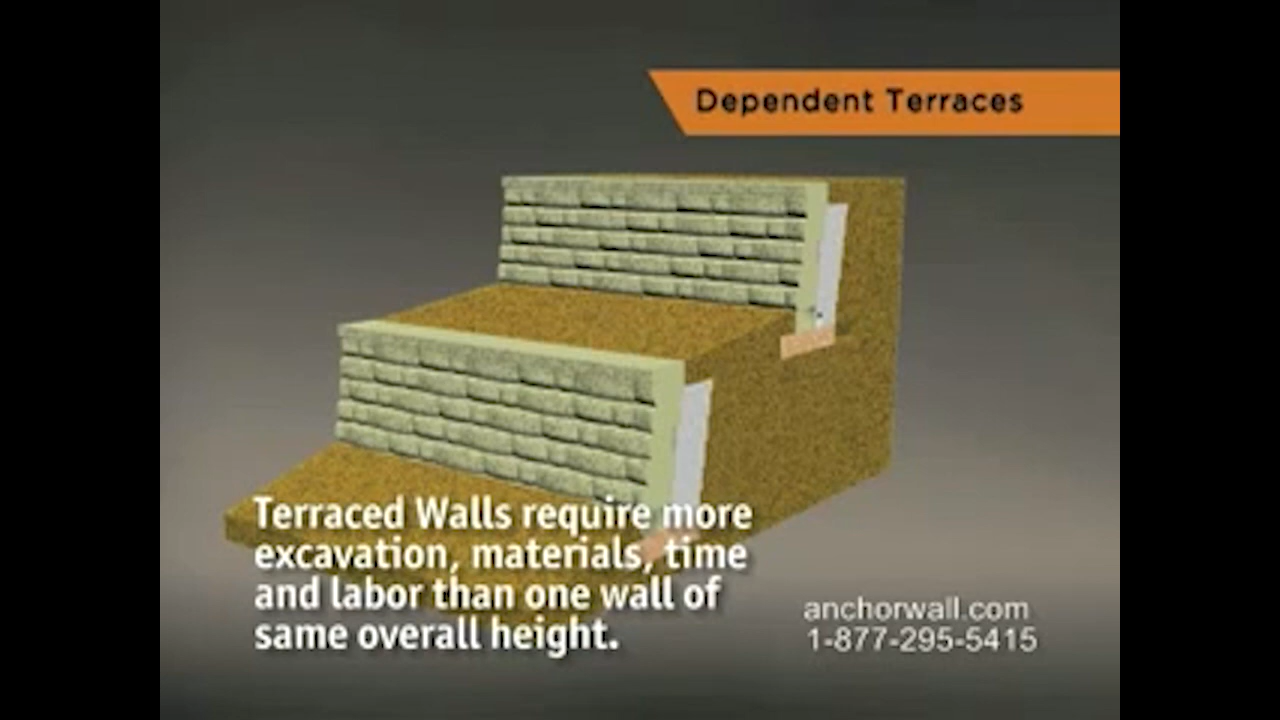 Dependent Terraces
Terraced Walls require more
excavation, materials, time
and labor than one wall of
same overall height.
anchorwall.com
1-877-295-5415